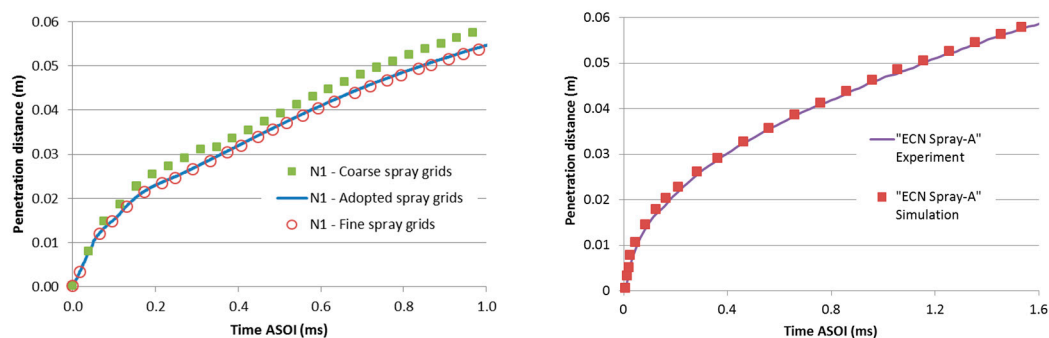 0.06
0.05
0.04
0.03
0.02
0.01
0.00
Penetration distance (m)
N1 - Coarse spray grids
N1 - Adopted spray grids
N1 - Fine spray grids
0.0 0.2 0.4 0.6 0.8 1.0
Time ASOI (ms)
0.06
0.05
0.04
0.03
0.02
0.01
0
Penetration distance (m)
"ECN Spray-A"
Experiment
"ECN Spray-A"
Simulation
0 0.4 0.8 1.2 1.6
Time ASOI (ms)